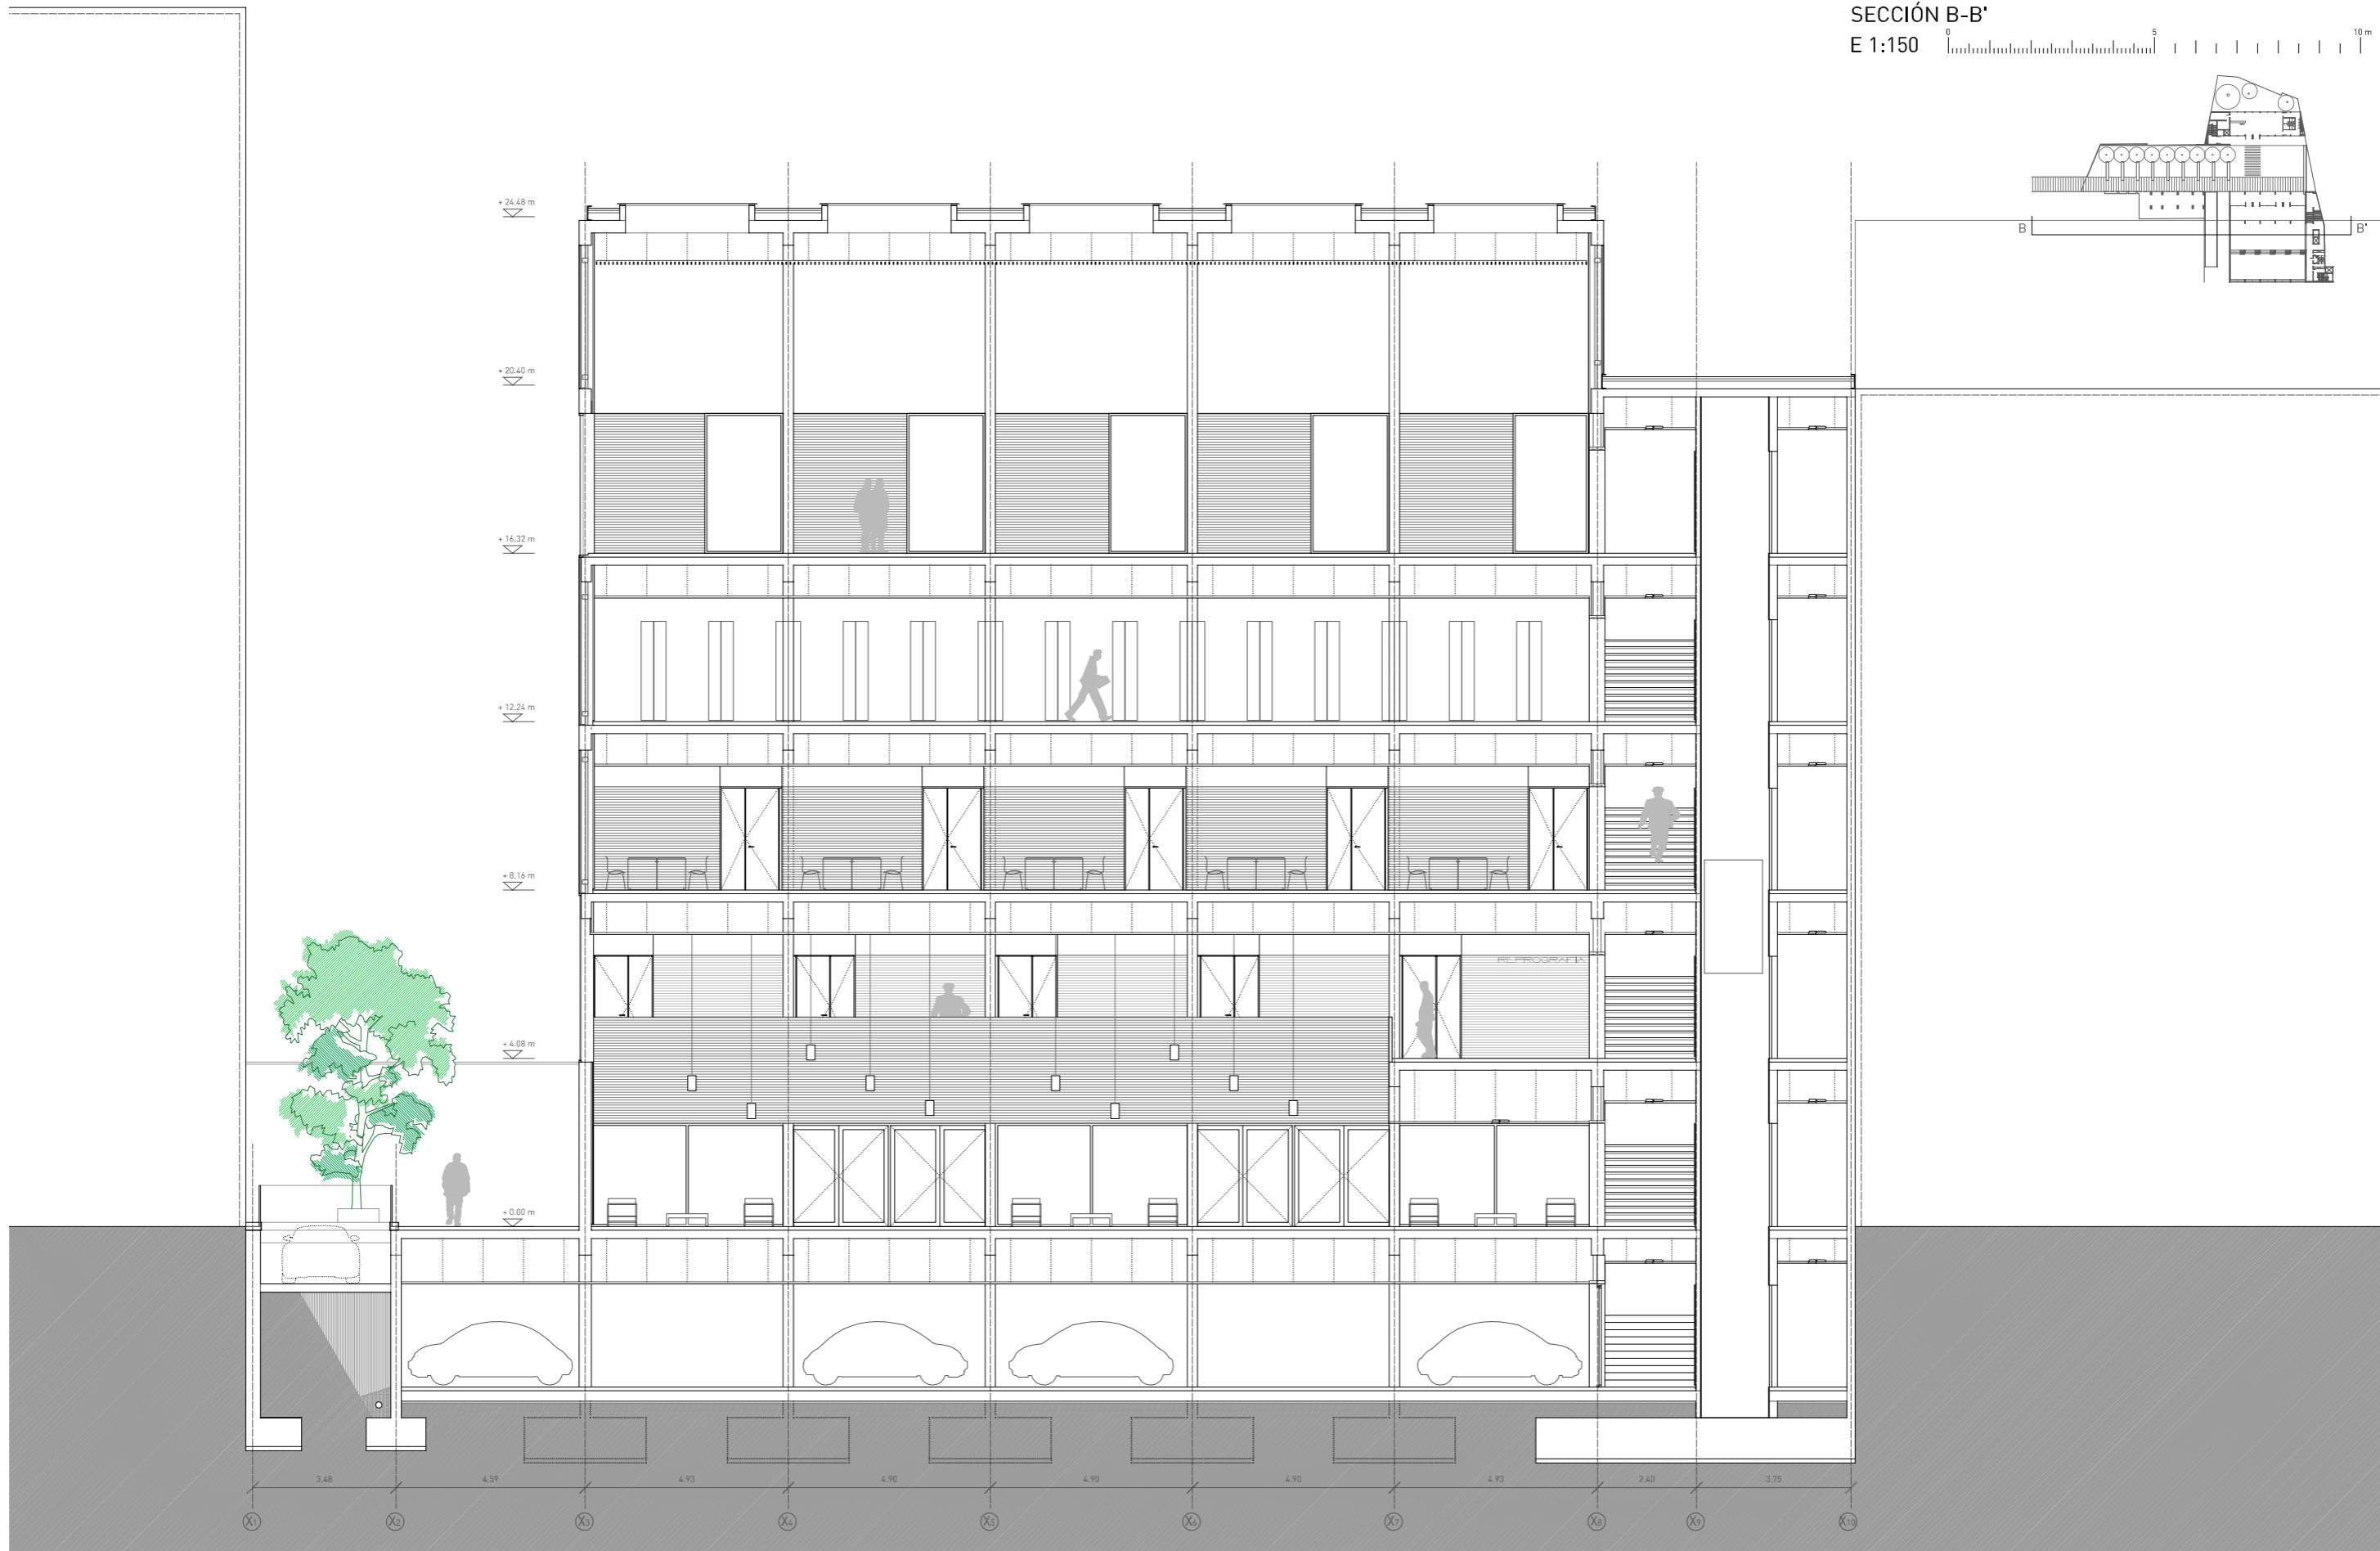 SECCIÓN B-B'
E 1:150
0 5 10 m
B B'
+ 24.48 m
+ 20.40 m
+ 16.32 m
+ 12.24 m
+ 8.16 m
REPROGRAFIA
+ 4.08 m
+ 0.00 m
3.48 4.59 4.93 4.90 4.90 4.90 4.93 2.40 3.75
X1 X2 X3 X4 X5 X6 X7 X8 X9 X10